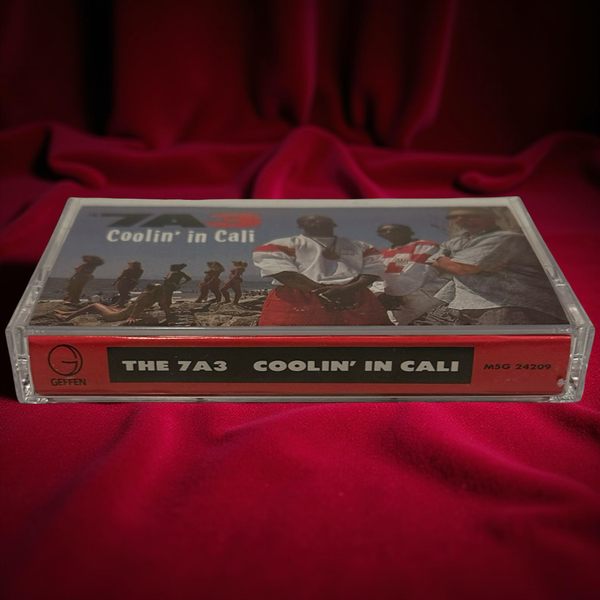 7A3
Coolin' in Cali
GEFFEN
THE 7A3 COOLIN' IN CALI
M5G 24209